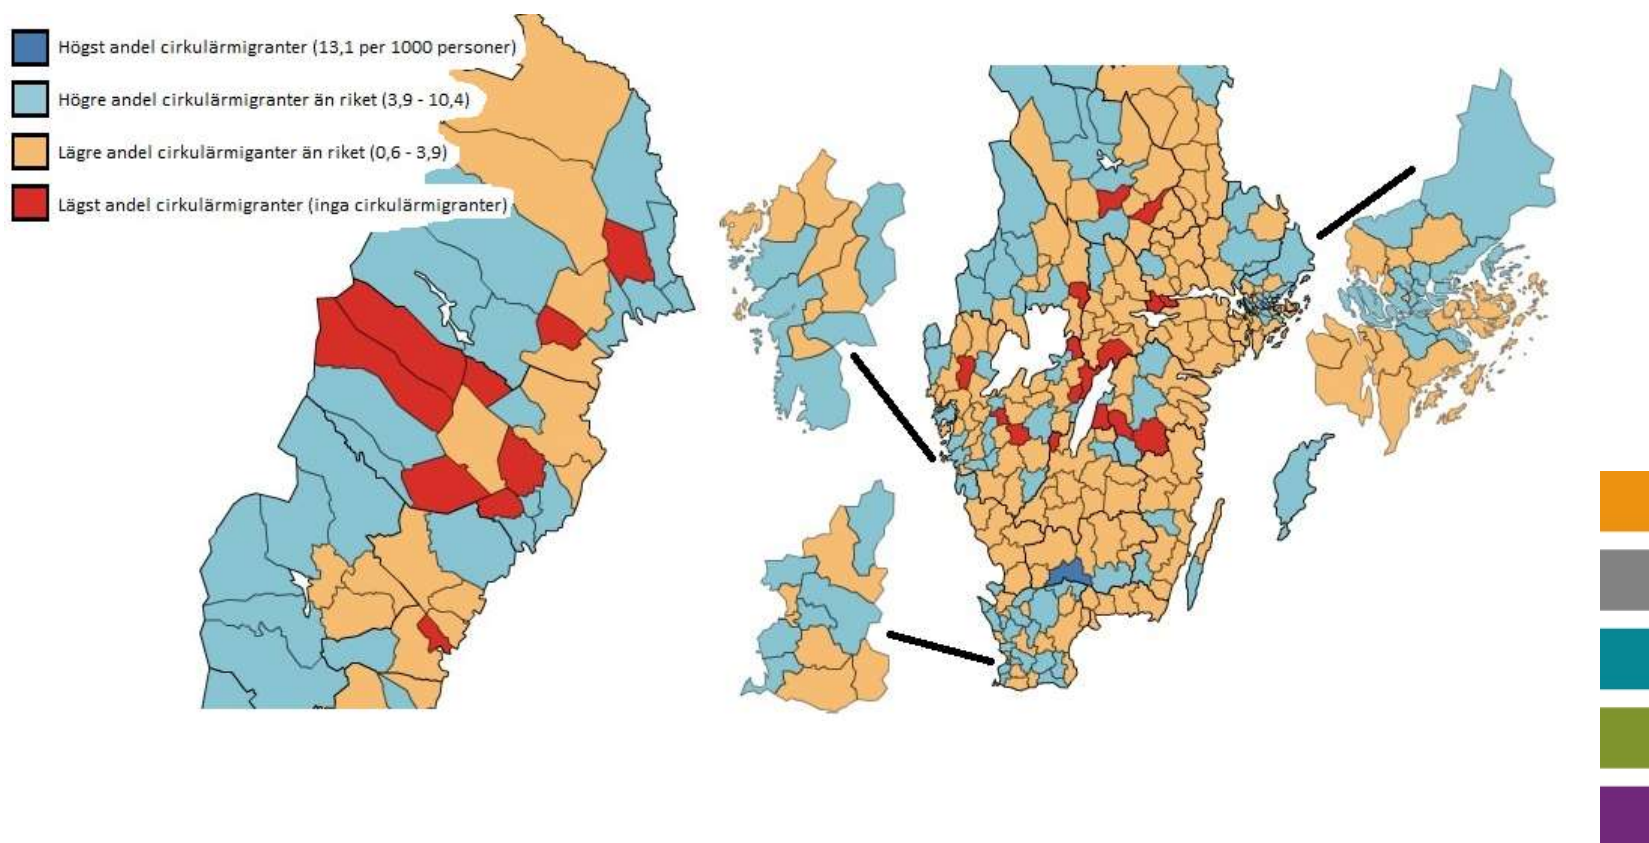 Högst andel cirkulärmigranter (13,1 per 1000 personer)
Högre andel cirkulärmigranter än riket (3,9 - 10,4)
Lägre andel cirkulärmiganter än riket (0,6 - 3,9)
Lägst andel cirkulärmigranter (inga cirkulärmigranter)